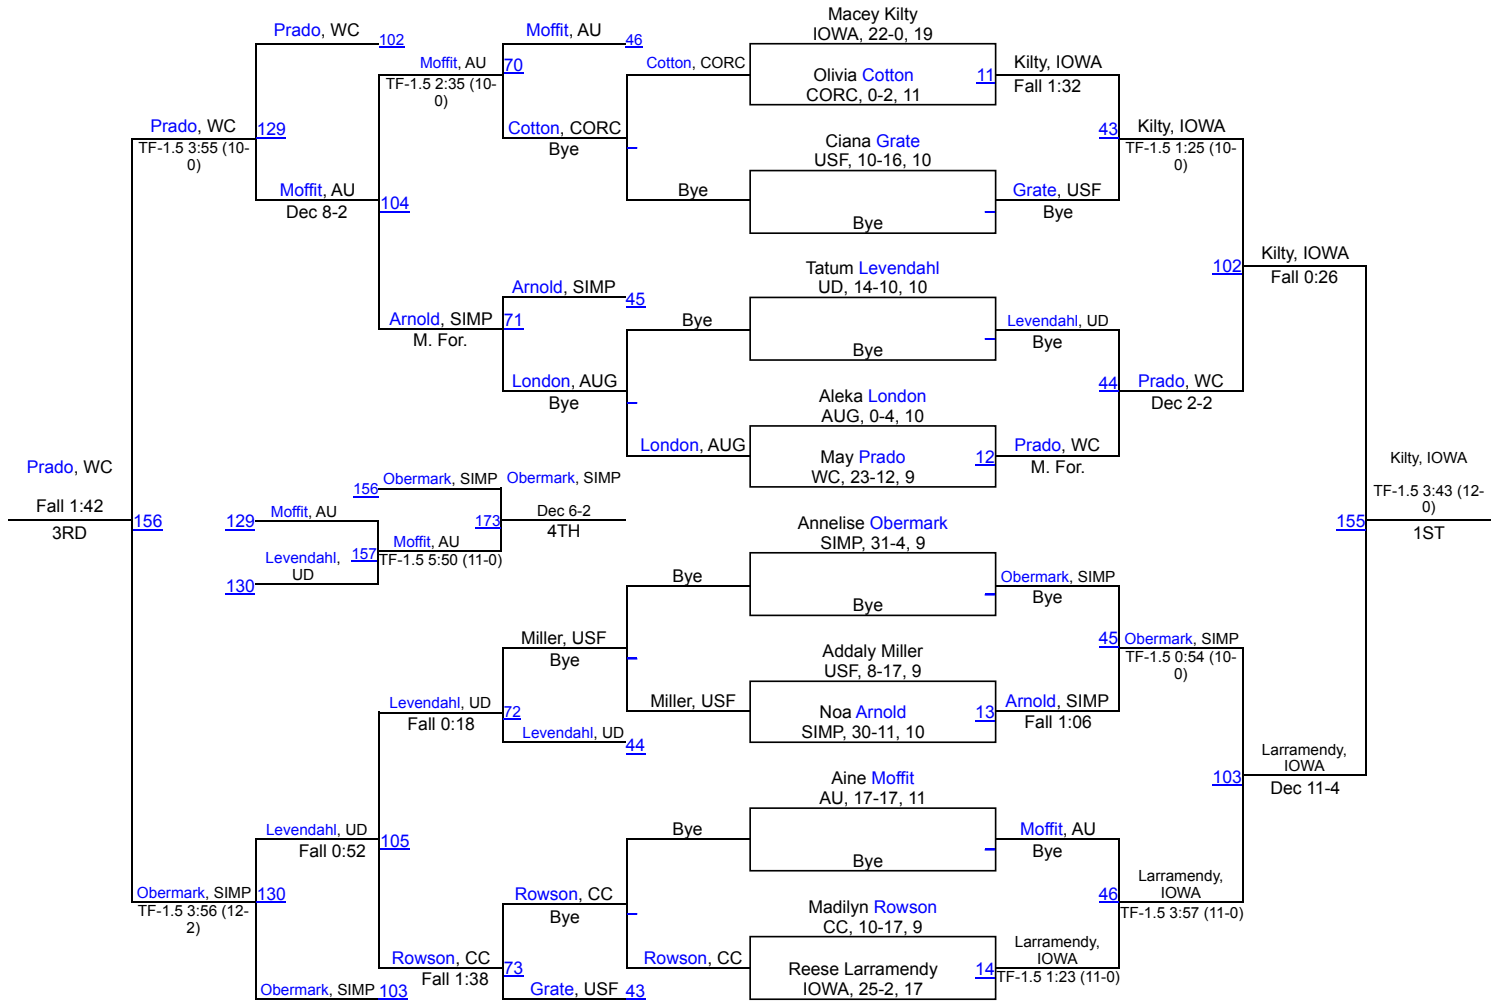 Macey Kilty
IOWA, 22-0, 19
Prado, WC
102
Moffit, AU
46
Moffit, AU
70
TF-1.5 2:35 (10-
0)
Cotton, CORC
Olivia Cotton
CORC, 0-2, 11
11
Kilty, IOWA
Fall 1:32
Prado, WC
129
TF-1.5 3:55 (10-
0)
Cotton, CORC
Bye
Ciana Grate
USF, 10-16, 10
43
Kilty, IOWA
TF-1.5 1:25 (10-
0)
Moffit, AU
Dec 8-2
104
Bye
Bye
Grate, USF
Bye
Tatum Levendahl
UD, 14-10, 10
102
Kilty, IOWA
Fall 0:26
Arnold, SIMP
45
Arnold, SIMP
71
M. For.
Bye
Bye
Levendahl, UD
Bye
London, AUG
Bye
Aleka London
AUG, 0-4, 10
44
Prado, WC
Dec 2-2
London, AUG
May Prado
WC, 23-12, 9
12
Prado, WC
M. For.
Prado, WC
Fall 1:42
3RD
156
156
Obermark, SIMP
Obermark, SIMP
129
Moffit, AU
173
Dec 6-2
4TH
157
Moffit, AU
TF-1.5 5:50 (11-0)
Levendahl,
UD
130
Kilty, IOWA
TF-1.5 3:43 (12-
0)
155
1ST
Annelise Obermark
SIMP, 31-4, 9
Bye
Bye
Obermark, SIMP
Bye
Miller, USF
Bye
Addaly Miller
USF, 8-17, 9
45
Obermark, SIMP
TF-1.5 0:54 (10-
0)
Levendahl, UD
Fall 0:18
72
Levendahl, UD
44
Miller, USF
Noa Arnold
SIMP, 30-11, 10
13
Arnold, SIMP
Fall 1:06
Aine Moffit
AU, 17-17, 11
103
Larramendy,
IOWA
Dec 11-4
Levendahl, UD
Fall 0:52
105
Bye
Bye
Moffit, AU
Bye
Obermark, SIMP
130
TF-1.5 3:56 (12-
2)
Rowson, CC
Bye
Madilyn Rowson
CC, 10-17, 9
46
Larramendy,
IOWA
TF-1.5 3:57 (11-0)
Rowson, CC
Fall 1:38
73
Rowson, CC
Reese Larramendy
IOWA, 25-2, 17
14
Larramendy,
IOWA
TF-1.5 1:23 (11-0)
Obermark, SIMP
103
Grate, USF
43